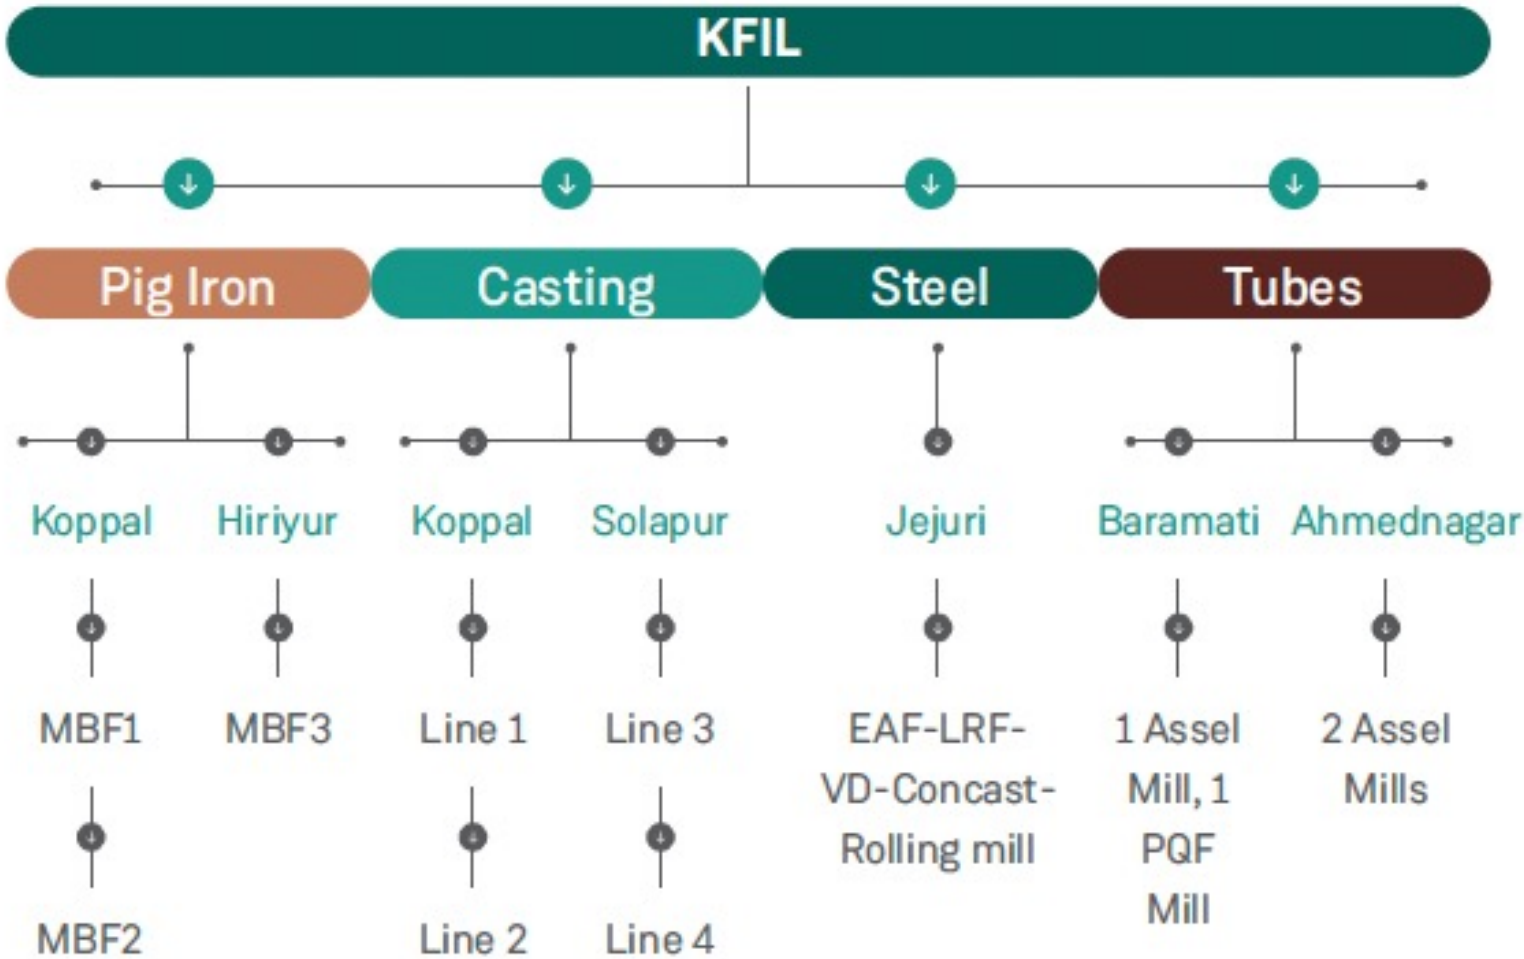 KFIL
Pig Iron
Casting
Steel
Tubes
Koppal
Hiriyur
Koppal
Solapur
Jejuri
Baramati
Ahmednagar
MBF1
MBF2
MBF3
Line 1
Line 2
Line 3
Line 4
EAF-LRF-
VD-Concast-
Rolling mill
1 Assel
Mill, 1
PQF
Mill
2 Assel
Mills